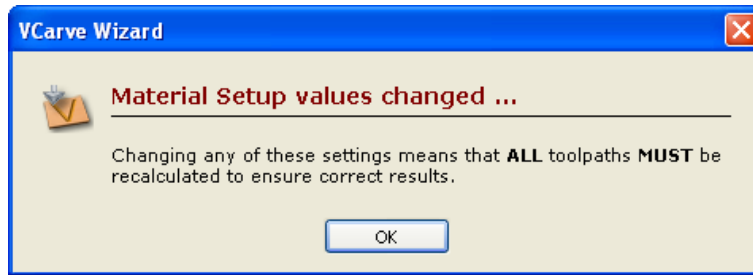 VCarve Wizard
Material Setup values changed ...
Changing any of these settings means that ALL toolpaths MUST be
recalculated to ensure correct results.
OK